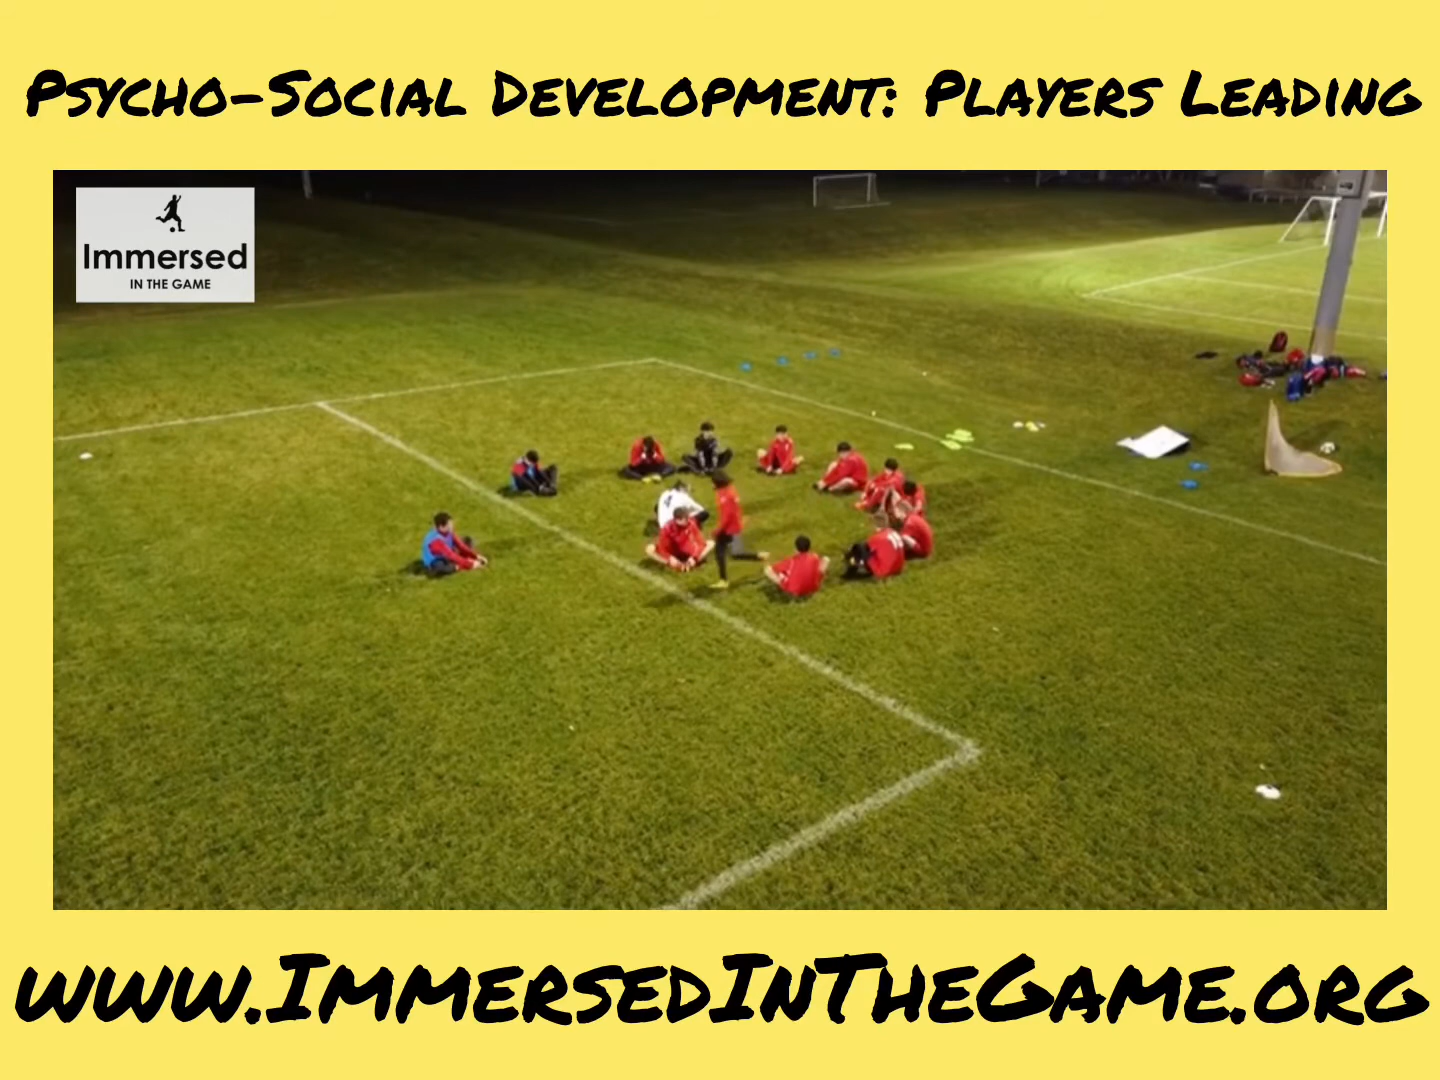 Psycho-Social Development: Players Leading
Immersed
IN THE GAME
www.ImmersedInTheGame.org